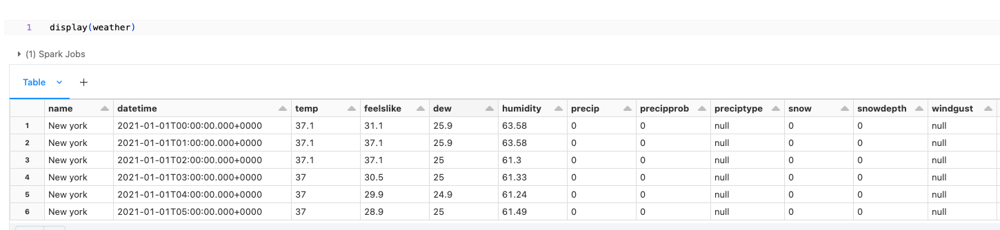 1 display(weather)
(1) Spark Jobs
Table +
name datetime temp feelslike dew humidity precip precipprob preciptype snow snowdepth windgust
1 New york 2021-01-01T00:00:00.000+0000 37.1 31.1 25.9 63.58 0 0 null 0 0 null
2 New york 2021-01-01T01:00:00.000+0000 37.1 37.1 25.9 63.58 0 0 null 0 0 null
3 New york 2021-01-01T02:00:00.000+0000 37.1 37.1 25 61.3 0 0 null 0 0 null
4 New york 2021-01-01T03:00:00.000+0000 37 30.5 25 61.33 0 0 null 0 0 null
5 New york 2021-01-01T04:00:00.000+0000 37 29.9 24.9 61.24 0 0 null 0 0 null
6 New york 2021-01-01T05:00:00.000+0000 37 28.9 25 61.49 0 0 null 0 0 null